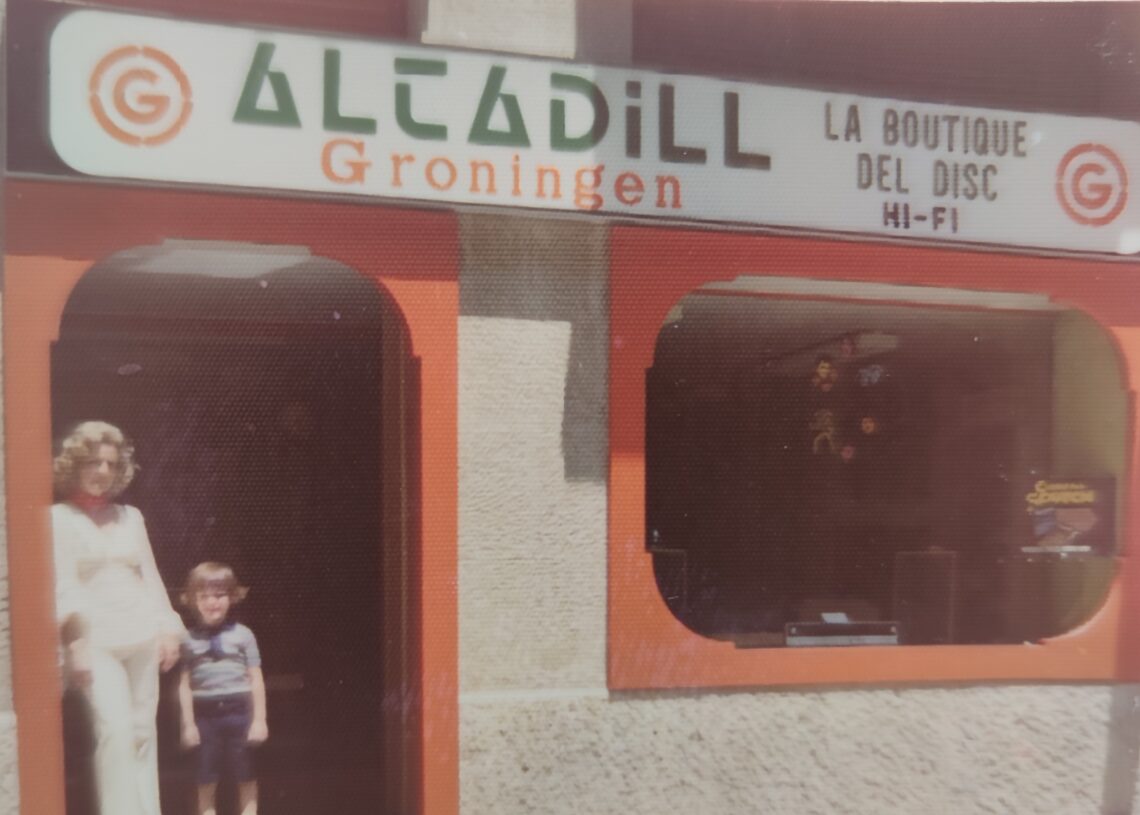 G
ALTADiLL
Groningen
LA BOUTIQUE
DEL DISC
HI-FI
G